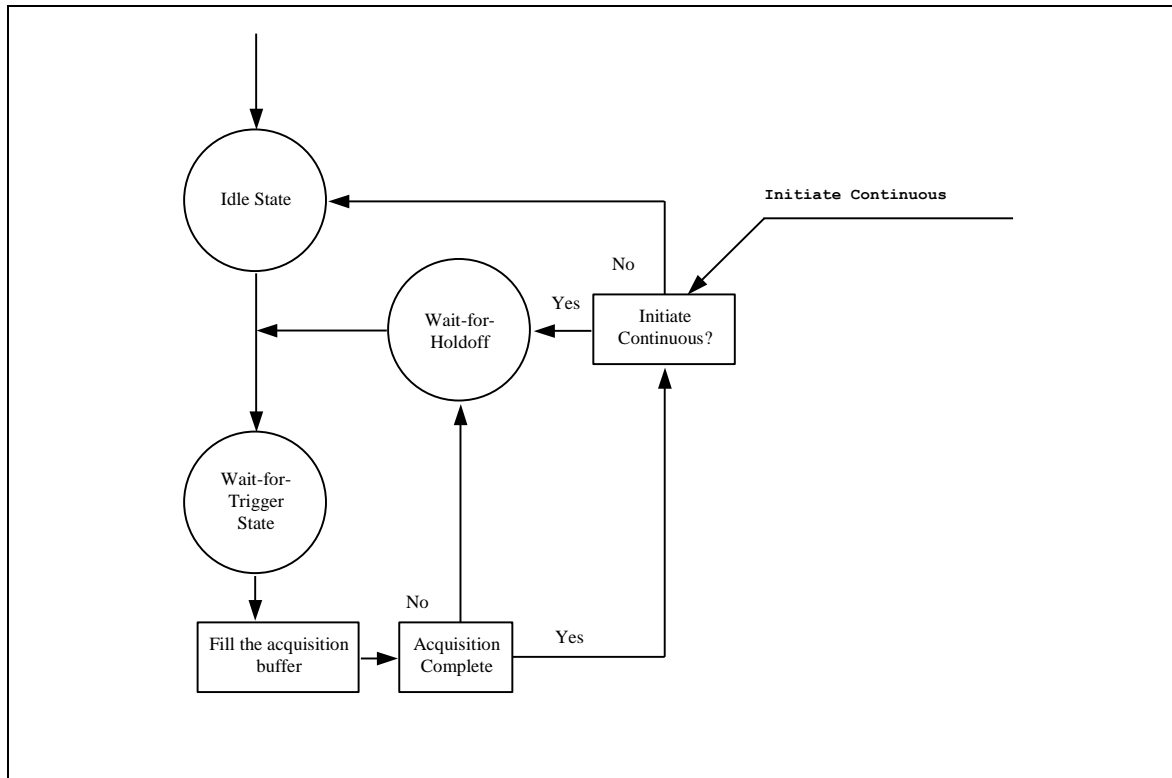 Idle State
Initiate Continuous
No
Yes
Wait-for-
Holdoff
Initiate
Continuous?
Wait-for-
Trigger
State
No
Yes
Fill the acquisition
buffer
Acquisition
Complete